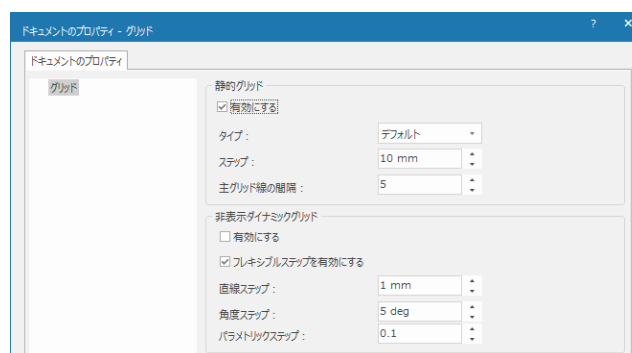 ドキュメントのプロパティ - グリッド
ドキュメントのプロパティ
グリッド
静的グリッド
有効にする
タイプ : デフォルト
ステップ : 10 mm
主グリッド線の間隔 : 5
非表示ダイナミックグリッド
有効にする
フレキシブルステップを有効にする
直線ステップ : 1 mm
角度ステップ : 5 deg
パラメトリックステップ : 0.1